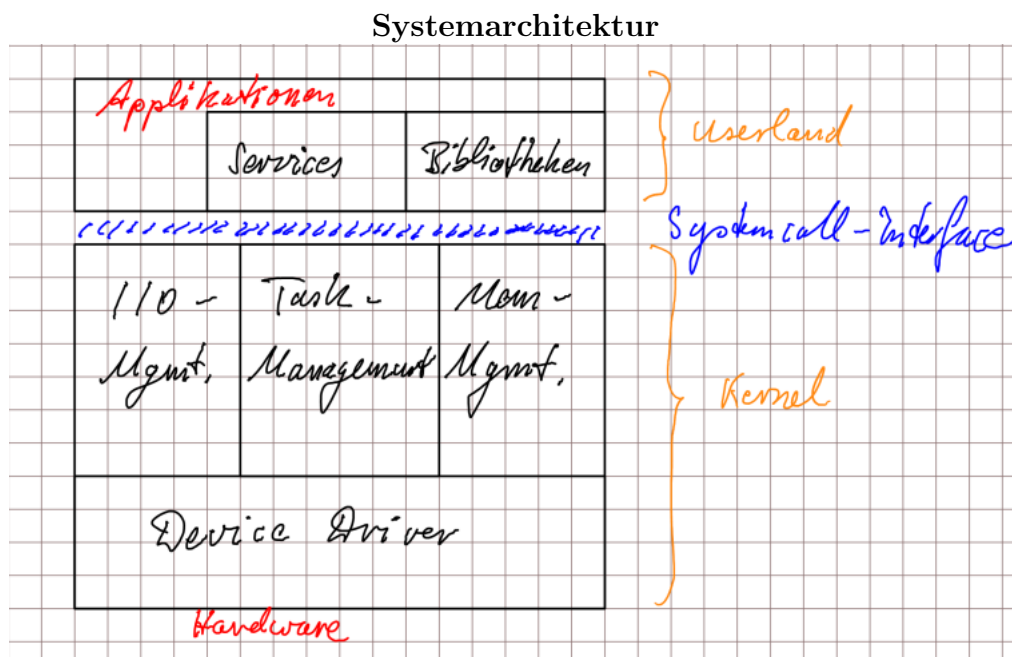 Systemarchitektur
Applikationen
Userland
Services Bibliotheken
Systemcall-Interface
I/O- Task- Mem-
Mgmt. Management Mgmt.
Kernel
Device Driver
Hardware